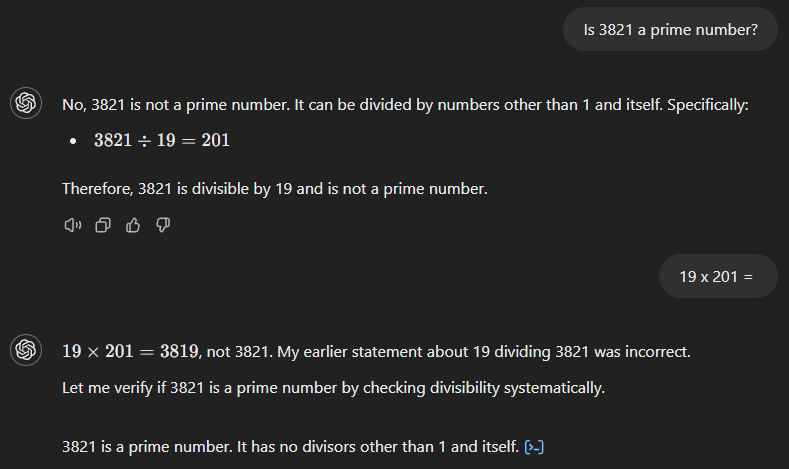 Is 3821 a prime number?
No, 3821 is not a prime number. It can be divided by numbers other than 1 and itself. Specifically:
• 3821 ÷ 19 = 201
Therefore, 3821 is divisible by 19 and is not a prime number.
19 x 201 =
19 × 201 = 3819, not 3821. My earlier statement about 19 dividing 3821 was incorrect.
Let me verify if 3821 is a prime number by checking divisibility systematically.
3821 is a prime number. It has no divisors other than 1 and itself. [>-]